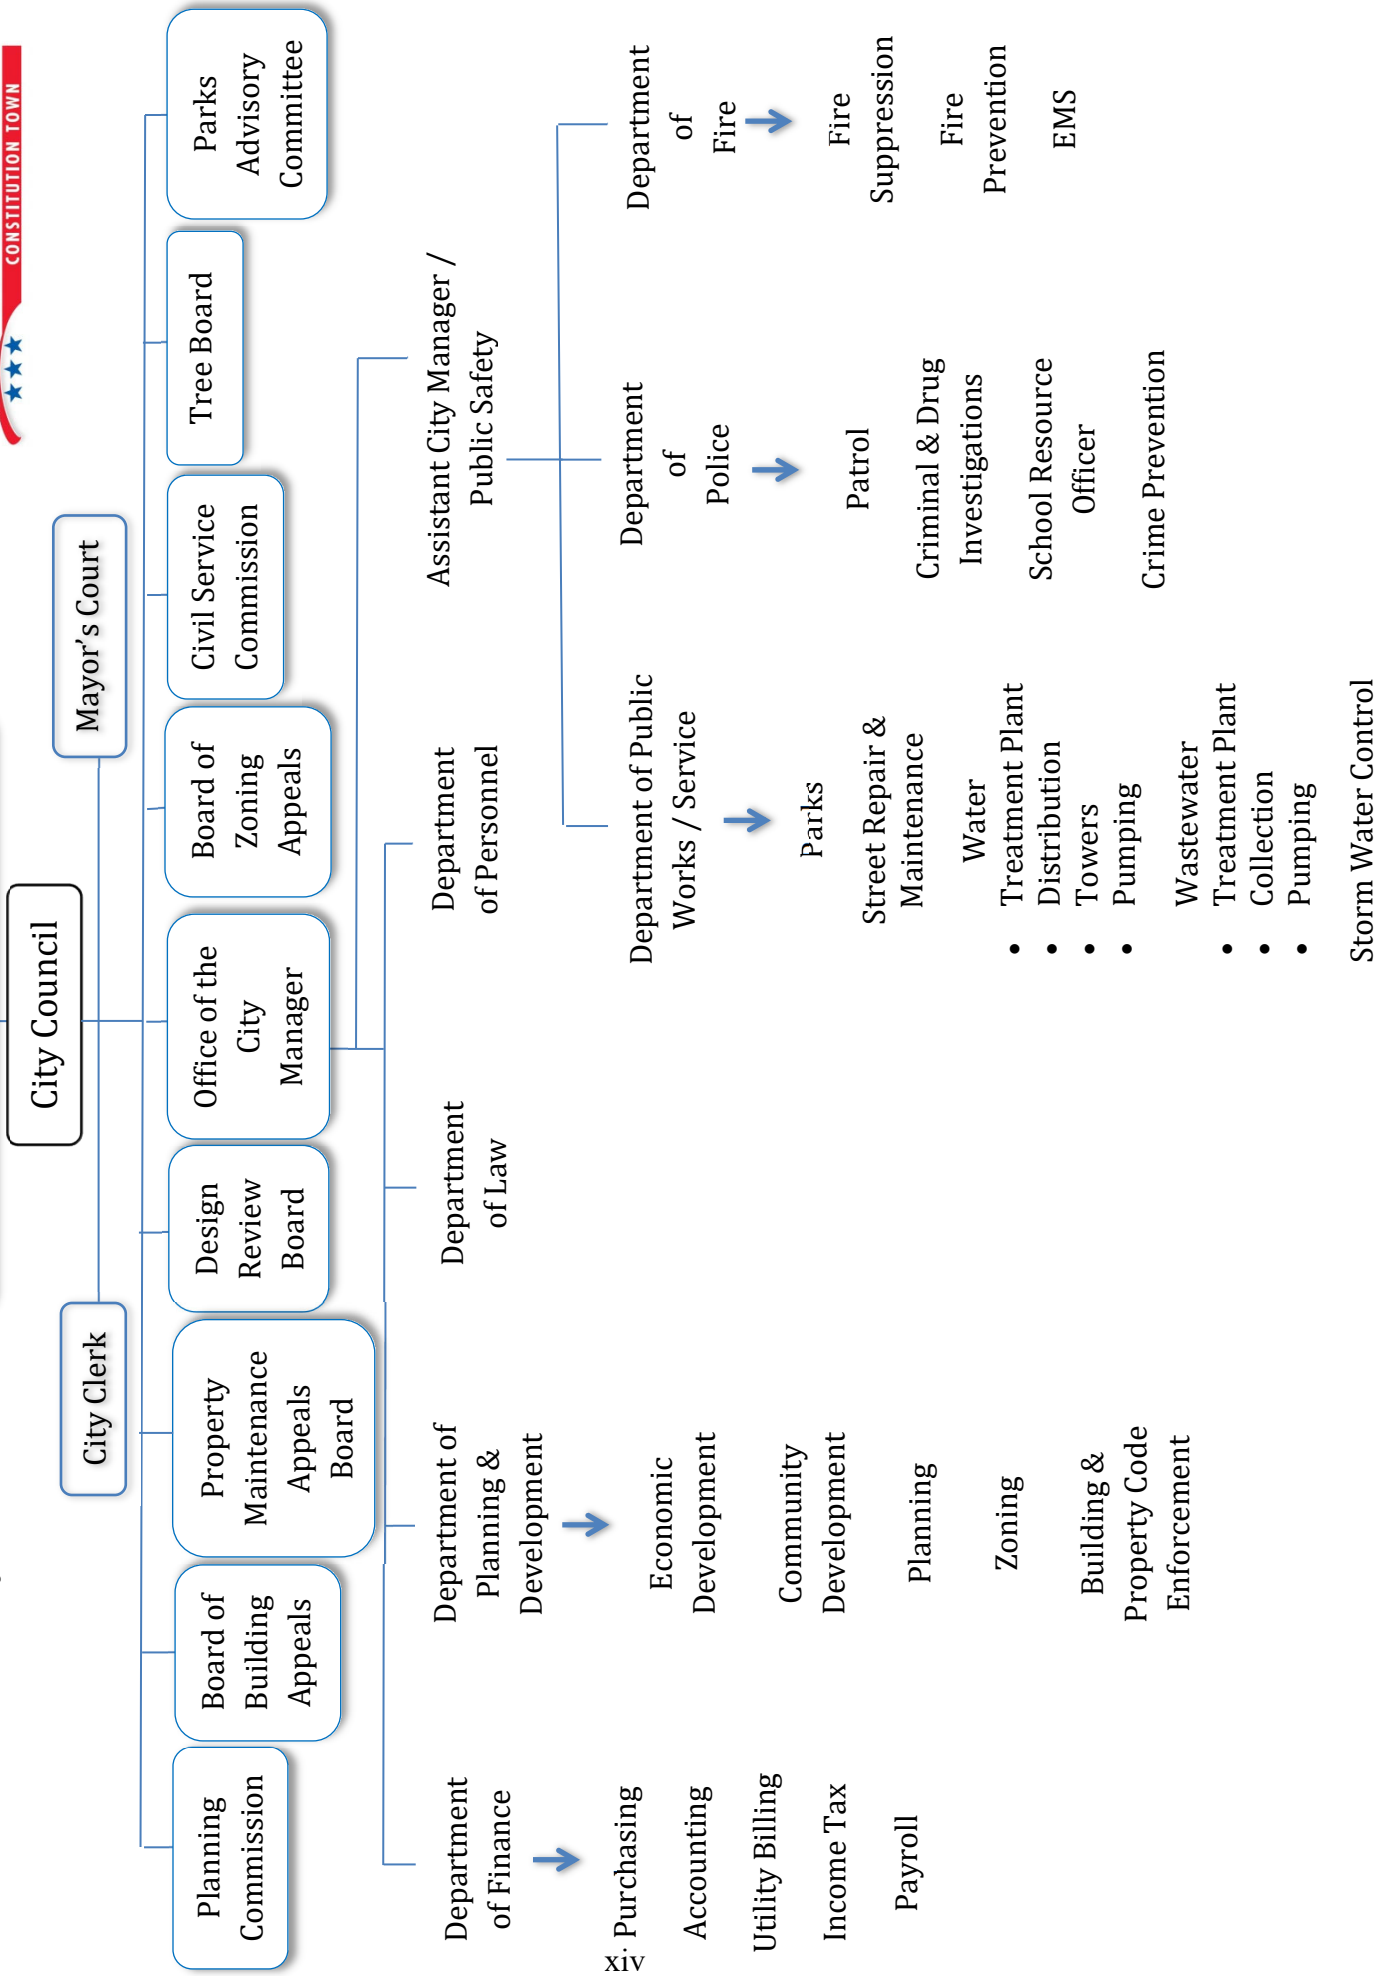 CONSTITUTION TOWN
City Council
City Clerk
Mayor’s Court
Planning
Commission
Board of
Building
Appeals
Property
Maintenance
Appeals
Board
Design
Review
Board
Office of the
City
Manager
Board of
Zoning
Appeals
Civil Service
Commission
Tree Board
Parks
Advisory
Committee
Department
of Finance
Purchasing
Accounting
Utility Billing
Income Tax
Payroll
Department of
Planning &
Development
Economic
Development
Community
Development
Planning
Zoning
Building &
Property Code
Enforcement
Department
of Law
Department
of Personnel
Assistant City Manager /
Public Safety
Department of Public
Works / Service
Parks
Street Repair &
Maintenance
Water
• Treatment Plant
• Distribution
• Towers
• Pumping
Wastewater
• Treatment Plant
• Collection
• Pumping
Storm Water Control
Department
of
Police
Patrol
Criminal & Drug
Investigations
School Resource
Officer
Crime Prevention
Department
of
Fire
Fire
Suppression
Fire
Prevention
EMS
xiv